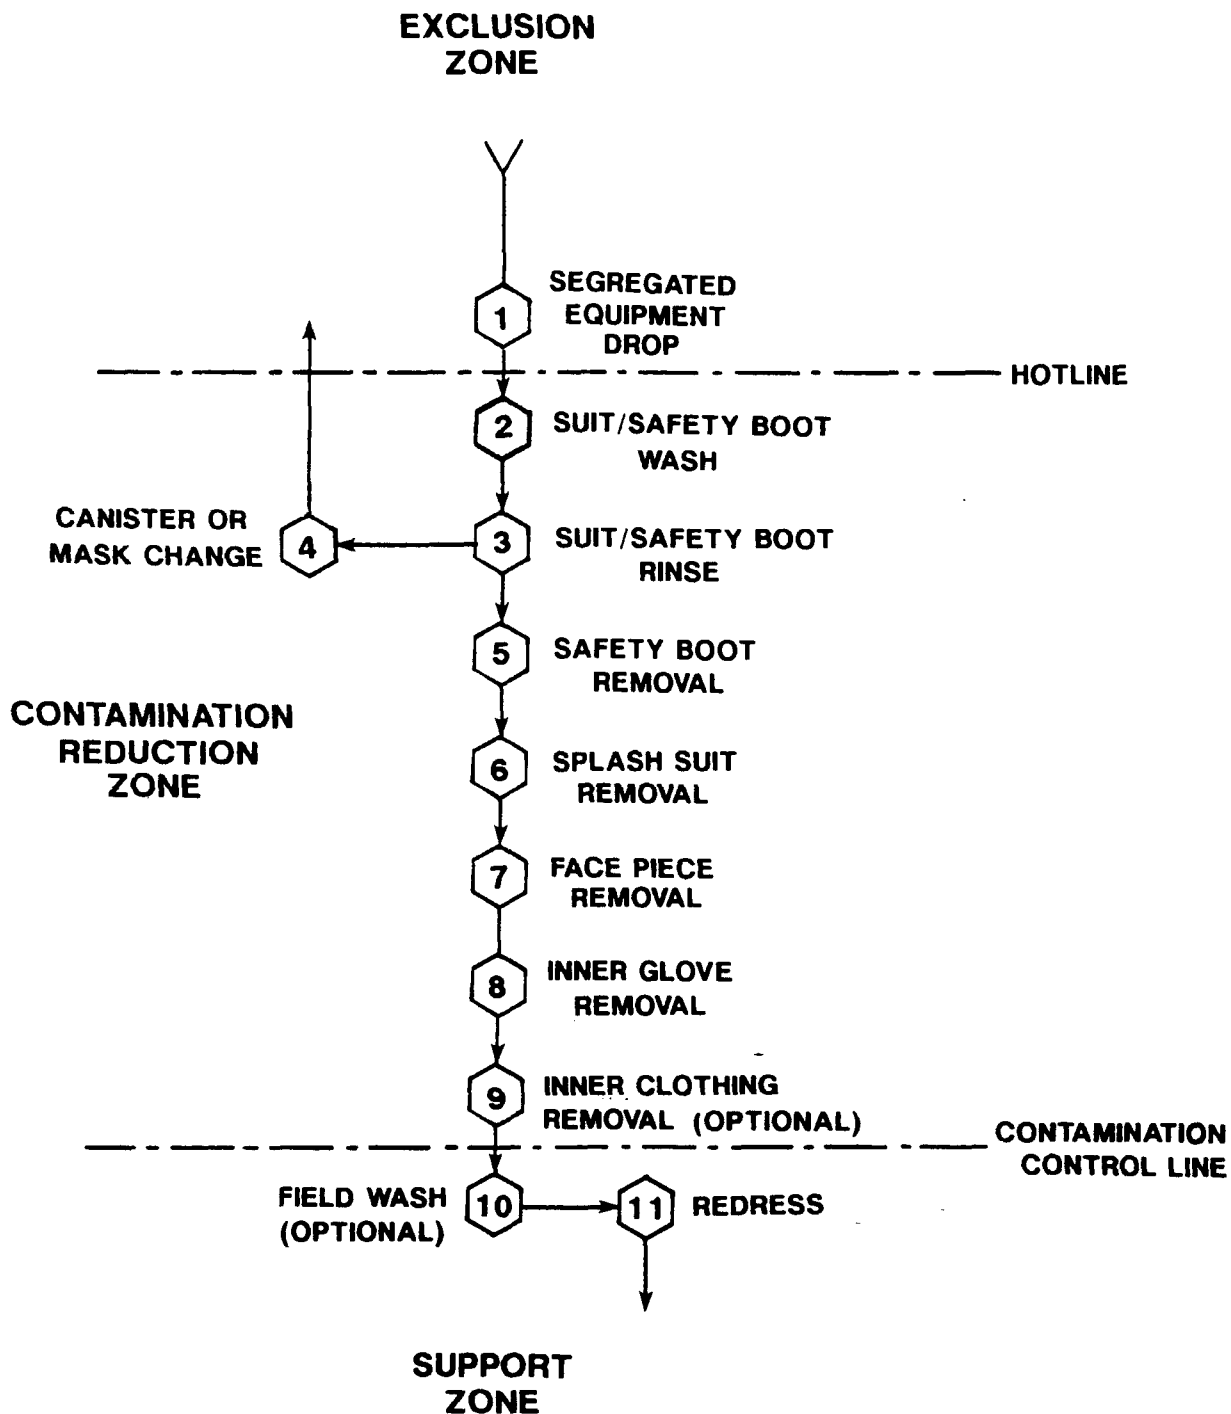 EXCLUSION
ZONE
1
SEGREGATED
EQUIPMENT
DROP
HOTLINE
2
SUIT/SAFETY BOOT
WASH
CANISTER OR
MASK CHANGE
4
3
SUIT/SAFETY BOOT
RINSE
5
SAFETY BOOT
REMOVAL
CONTAMINATION
REDUCTION
ZONE
6
SPLASH SUIT
REMOVAL
7
FACE PIECE
REMOVAL
8
INNER GLOVE
REMOVAL
9
INNER CLOTHING
REMOVAL (OPTIONAL)
CONTAMINATION
CONTROL LINE
FIELD WASH
(OPTIONAL)
10
11
REDRESS
SUPPORT
ZONE